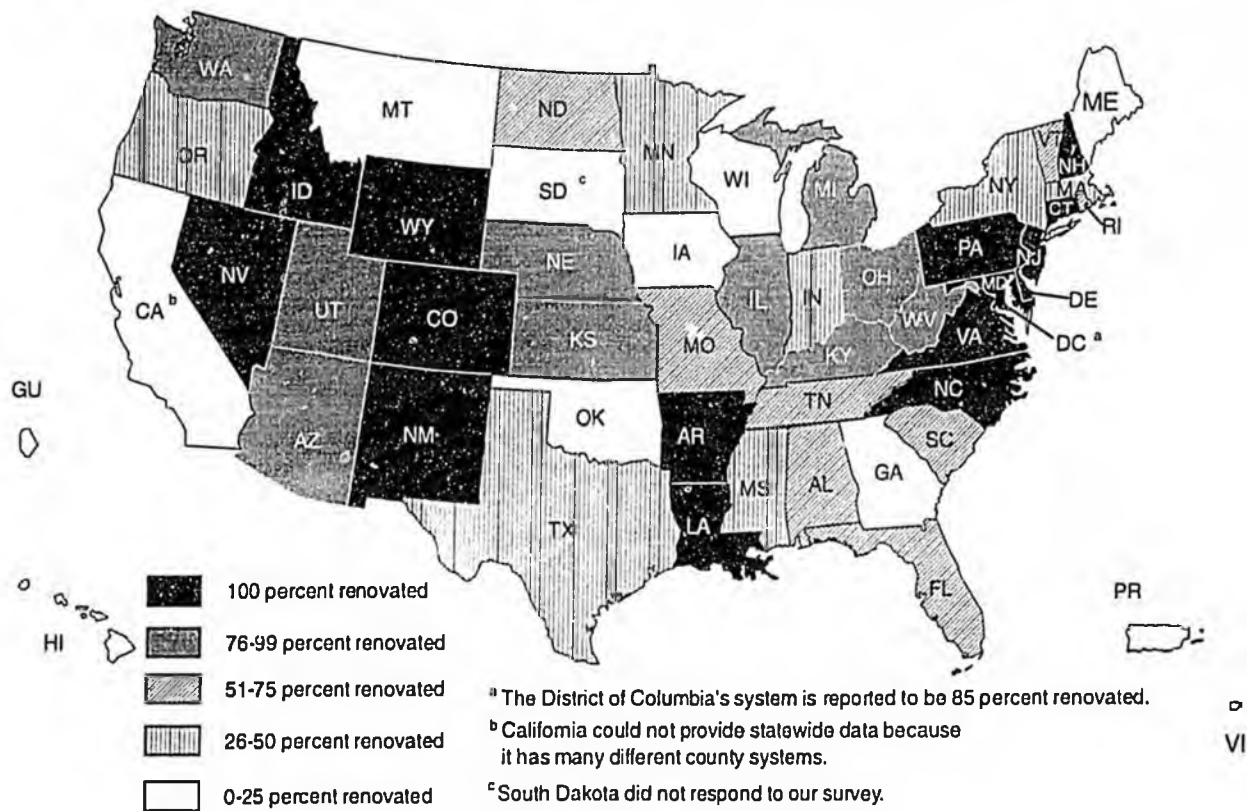 WA
MT
ND
ME
OR
MN
VT
NH
ID
SD c
WI
MI
NY
MA
CT
RI
WY
NV
NE
IA
PA
NJ
CA b
UT
CO
IL
IN
OH
WV
MD
DE
KS
MO
KY
VA
DC a
GU
TN
NC
AZ
NM
OK
AR
SC
MS
AL
GA
TX
LA
FL
PR
HI
VI
100 percent renovated
76-99 percent renovated
51-75 percent renovated
26-50 percent renovated
0-25 percent renovated
a The District of Columbia's system is reported to be 85 percent renovated.
b California could not provide statewide data because
it has many different county systems.
c South Dakota did not respond to our survey.